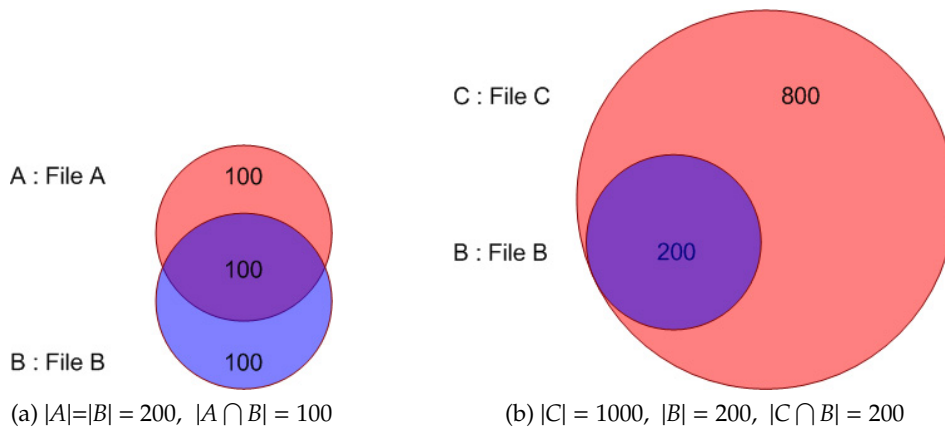 A : File A
100
100
B : File B
100
(a) |A|=|B| = 200, |A ⋂ B| = 100
C : File C
800
B : File B
200
(b) |C| = 1000, |B| = 200, |C ⋂ B| = 200